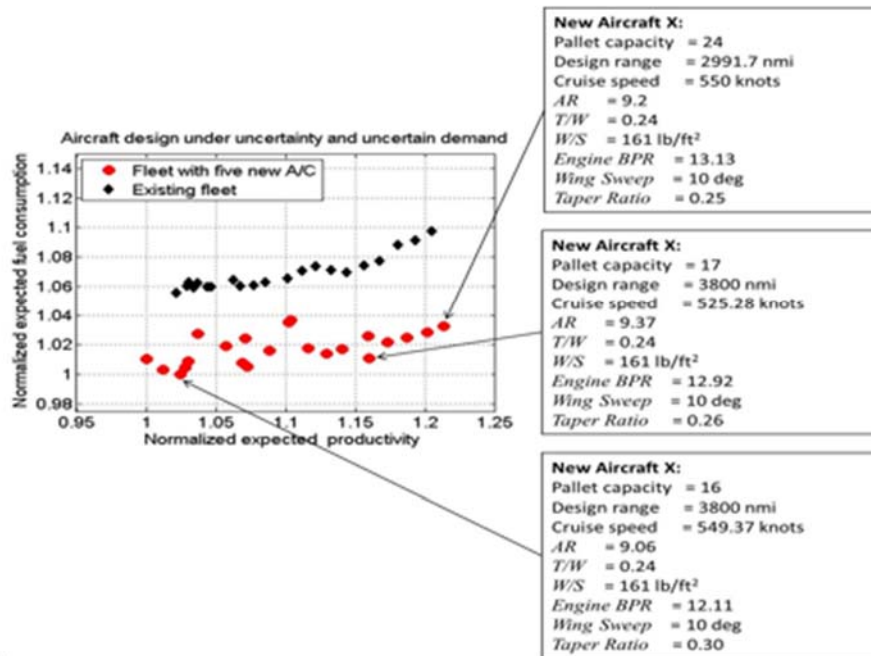 New Aircraft X:
Pallet capacity = 24
Design range = 2991.7 nmi
Cruise speed = 550 knots
AR = 9.2
T/W = 0.24
W/S = 161 lb/ft²
Engine BPR = 13.13
Wing Sweep = 10 deg
Taper Ratio = 0.25
Aircraft design under uncertainty and uncertain demand
Normalized expected fuel consumption
1.14
1.12
1.1
1.08
1.06
1.04
1.02
1
0.98
Fleet with five new A/C
Existing fleet
0.95 1 1.05 1.1 1.15 1.2 1.25
Normalized expected productivity
New Aircraft X:
Pallet capacity = 17
Design range = 3800 nmi
Cruise speed = 525.28 knots
AR = 9.37
T/W = 0.24
W/S = 161 lb/ft²
Engine BPR = 12.92
Wing Sweep = 10 deg
Taper Ratio = 0.26
New Aircraft X:
Pallet capacity = 16
Design range = 3800 nmi
Cruise speed = 549.37 knots
AR = 9.06
T/W = 0.24
W/S = 161 lb/ft²
Engine BPR = 12.11
Wing Sweep = 10 deg
Taper Ratio = 0.30